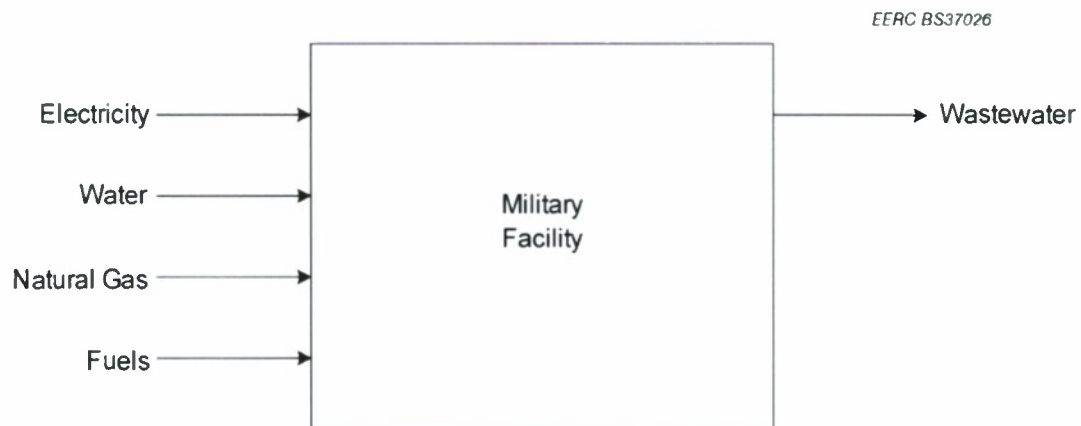 EERC BS37026
Electricity
Wastewater
Water
Military
Facility
Natural Gas
Fuels